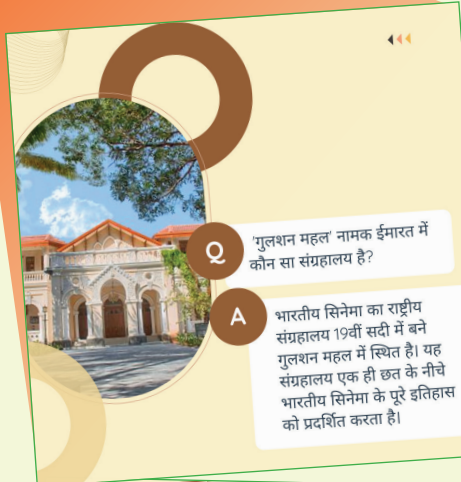 Q
'गुलशन महल' नामक ईमारत में
कौन सा संग्रहालय है?
A
भारतीय सिनेमा का राष्ट्रीय
संग्रहालय 19वीं सदी में बने
गुलशन महल में स्थित है। यह
संग्रहालय एक ही छत के नीचे
भारतीय सिनेमा के पूरे इतिहास
को प्रदर्शित करता है।